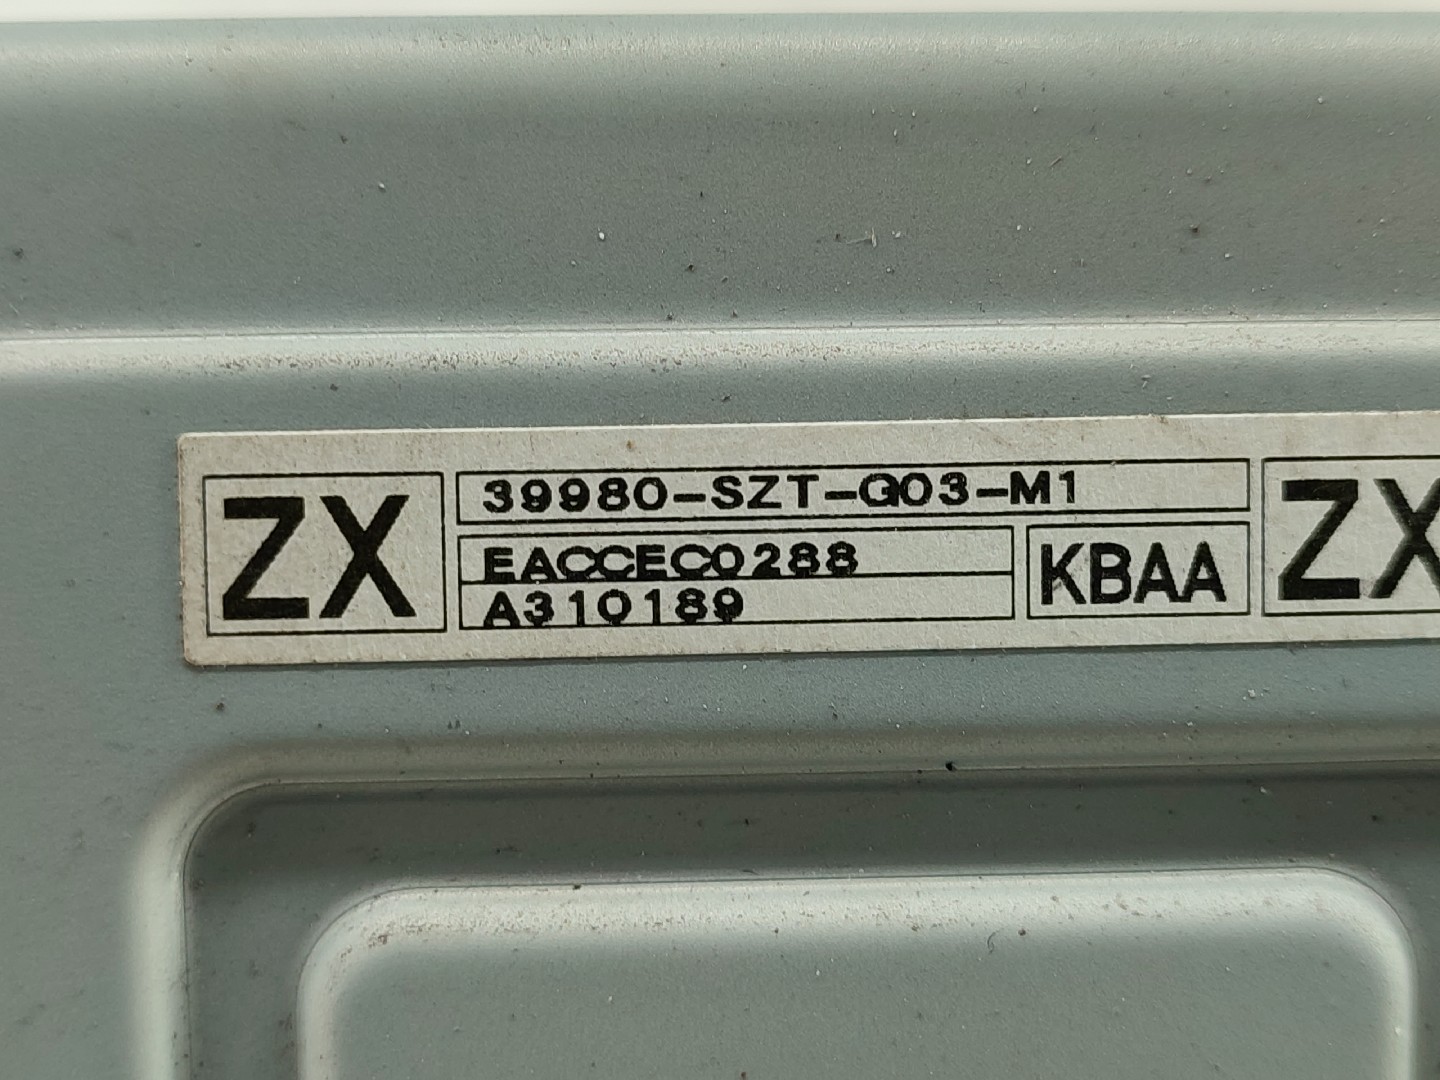 ZX
39980-SZT-G03-M1
EACCEC0288
A310189
KBAA
ZX